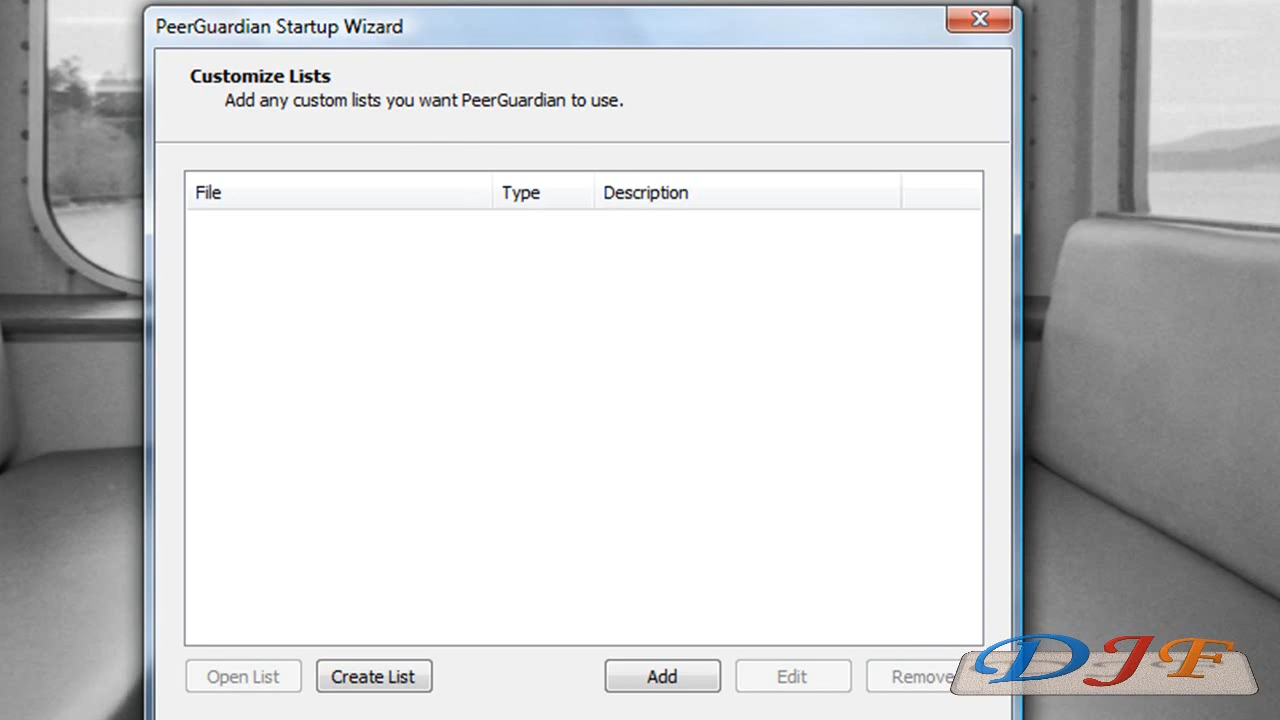 PeerGuardian Startup Wizard
Customize Lists
Add any custom lists you want PeerGuardian to use.
File Type Description
Open List Create List Add Edit Remove
DJF